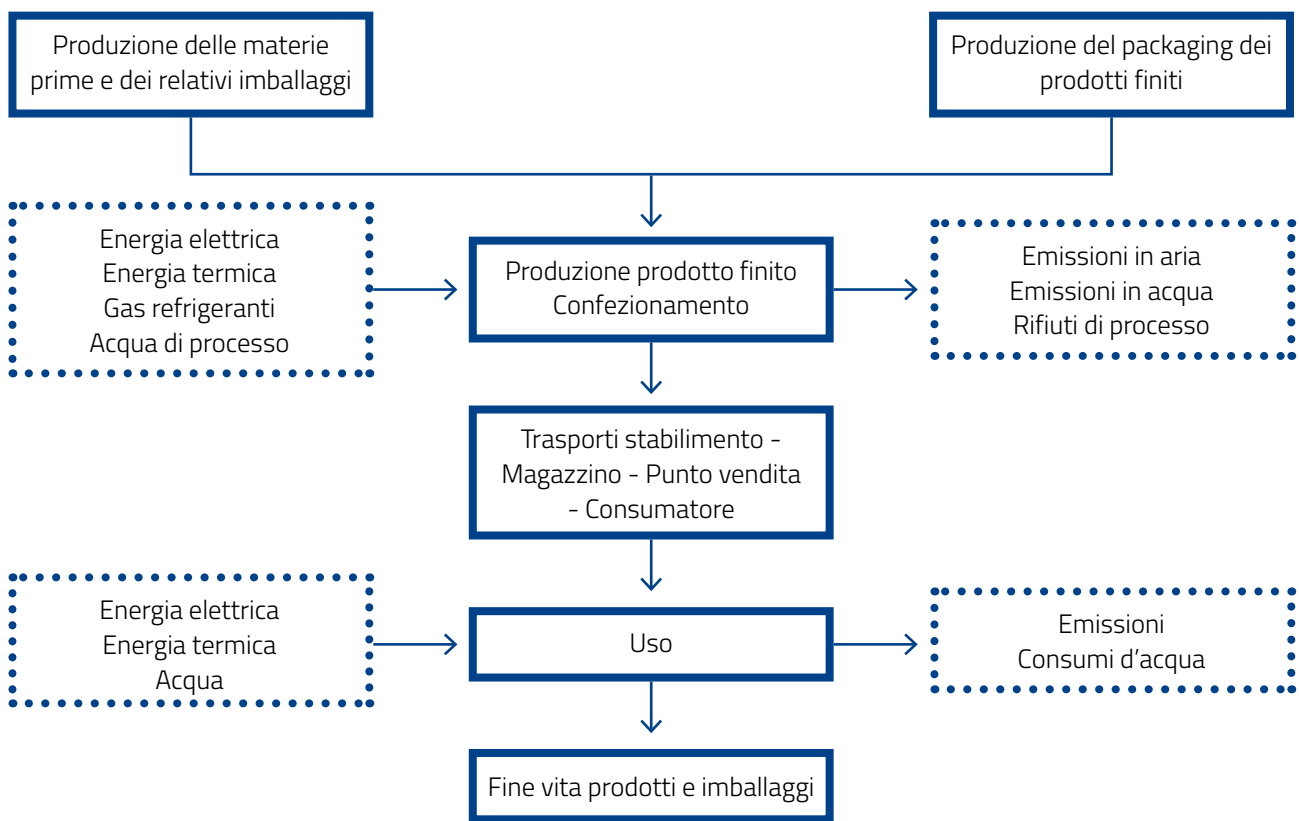 Produzione delle materie
prime e dei relativi imballaggi
Produzione del packaging dei
prodotti finiti
Energia elettrica
Energia termica
Gas refrigeranti
Acqua di processo
Produzione prodotto finito
Confezionamento
Emissioni in aria
Emissioni in acqua
Rifiuti di processo
Trasporti stabilimento -
Magazzino - Punto vendita
- Consumatore
Energia elettrica
Energia termica
Acqua
Uso
Emissioni
Consumi d’acqua
Fine vita prodotti e imballaggi